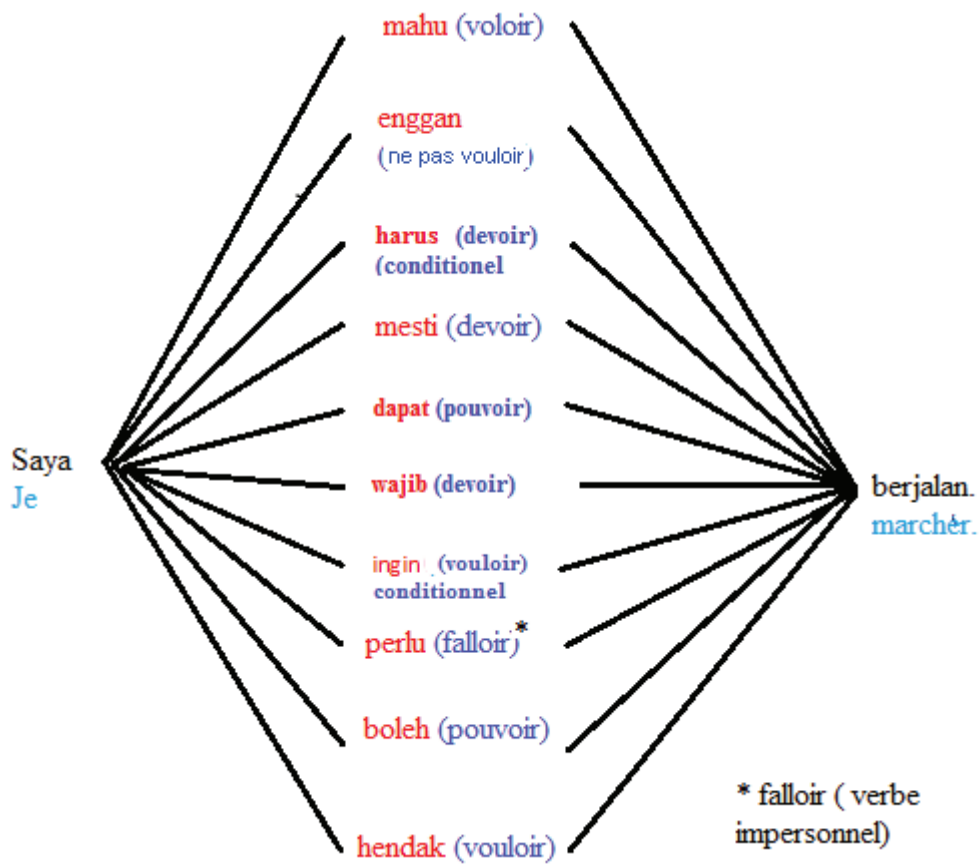 mahu (voloir)
enggan
(ne pas vouloir)
harus (devoir)
(conditionel
mesti (devoir)
dapat (pouvoir)
Saya
Je
wajib (devoir)
berjalan.
marcher.
ingin (vouloir)
conditionnel
perlu (falloir)*
boleh (pouvoir)
* falloir ( verbe
impersonnel)
hendak (vouloir)